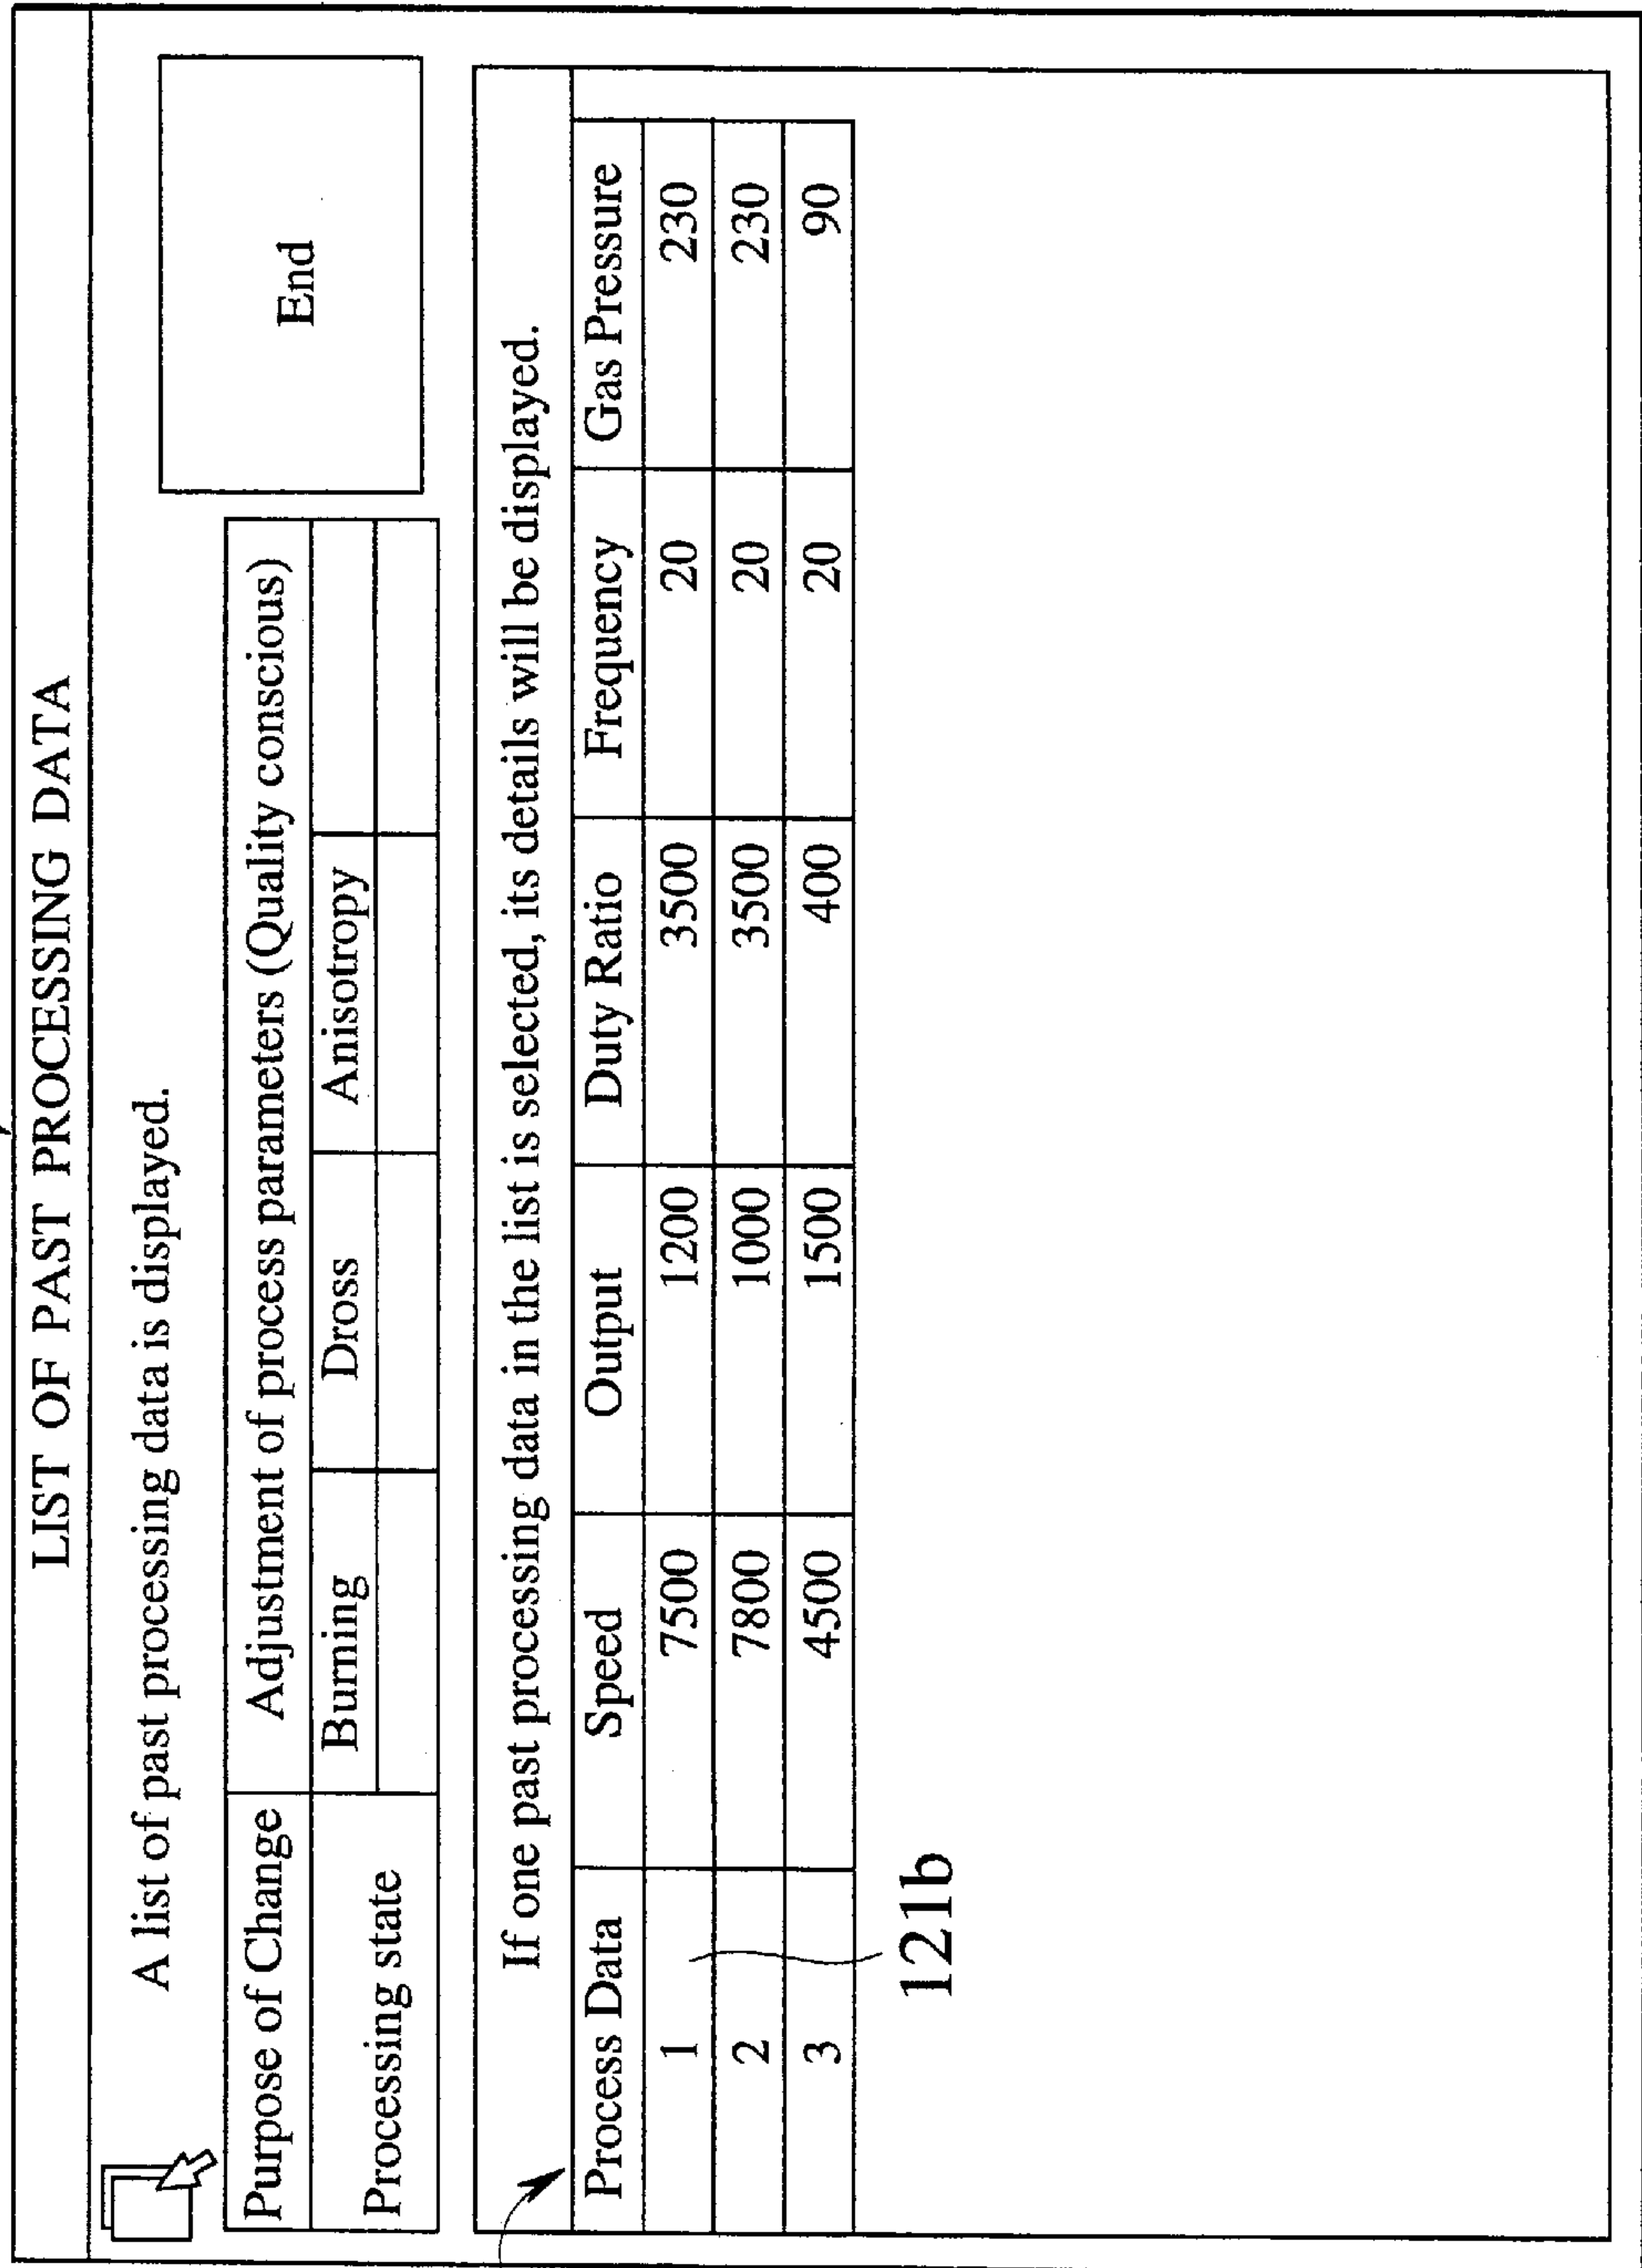 LIST OF PAST PROCESSING DATA
A list of past processing data is displayed.
End
Purpose of Change Adjustment of process parameters (Quality conscious)
Processing state Burning Dross Anisotropy
If one past processing data in the list is selected, its details will be displayed.
Process Data Speed Output Duty Ratio Frequency Gas Pressure
1 7500 1200 3500 20 230
2 7800 1000 3500 20 230
3 4500 1500 400 20 90
121b